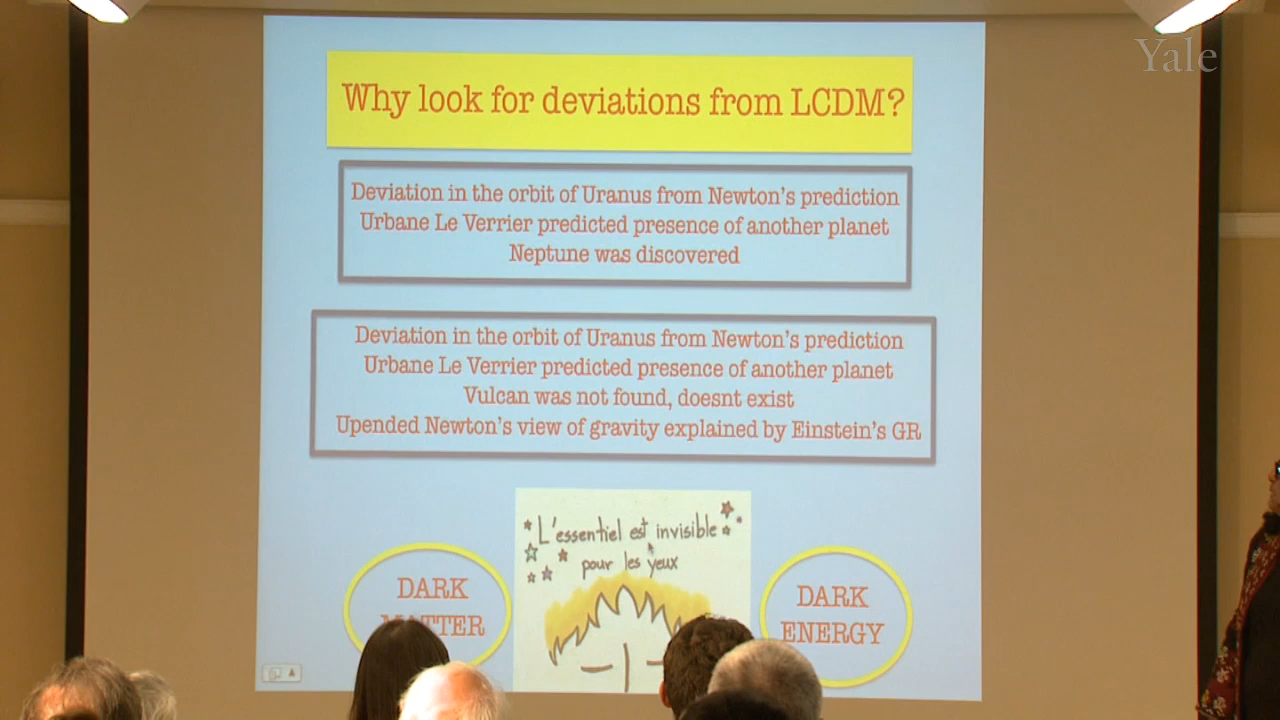 Yale
Why look for deviations from LCDM?
Deviation in the orbit of Uranus from Newton's prediction
Urbane Le Verrier predicted presence of another planet
Neptune was discovered
Deviation in the orbit of Uranus from Newton's prediction
Urbane Le Verrier predicted presence of another planet
Vulcan was not found, doesnt exist
Upended Newton's view of gravity explained by Einstein's GR
L'essentiel est invisible
pour les yeux
DARK
MATTER
DARK
ENERGY
A